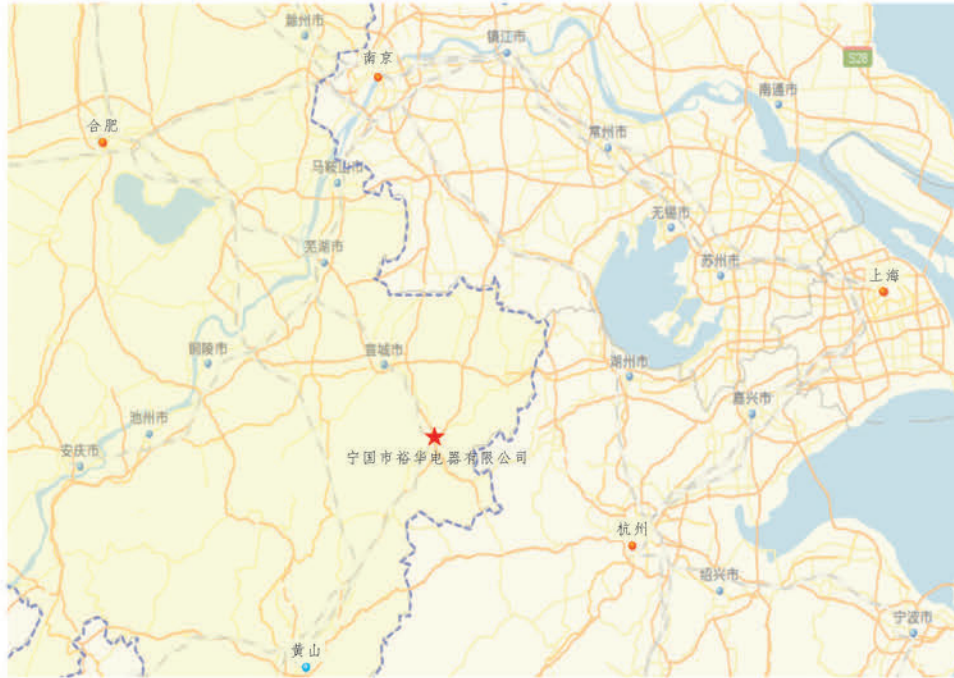 滁州市
镇江市
南京
S28
南通市
合肥
常州市
马鞍山市
无锡市
芜湖市
苏州市
上海
铜陵市
宣城市
湖州市
嘉兴市
池州市
安庆市
宁国市裕华电器有限公司
杭州
绍兴市
宁波市
黄山